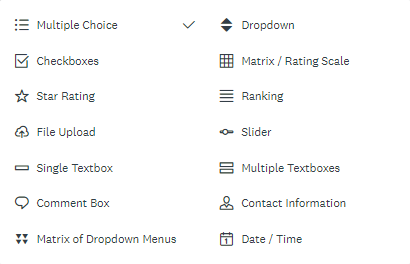 Multiple Choice
Dropdown
Checkboxes
Matrix / Rating Scale
Star Rating
Ranking
File Upload
Slider
Single Textbox
Multiple Textboxes
Comment Box
Contact Information
Matrix of Dropdown Menus
Date / Time